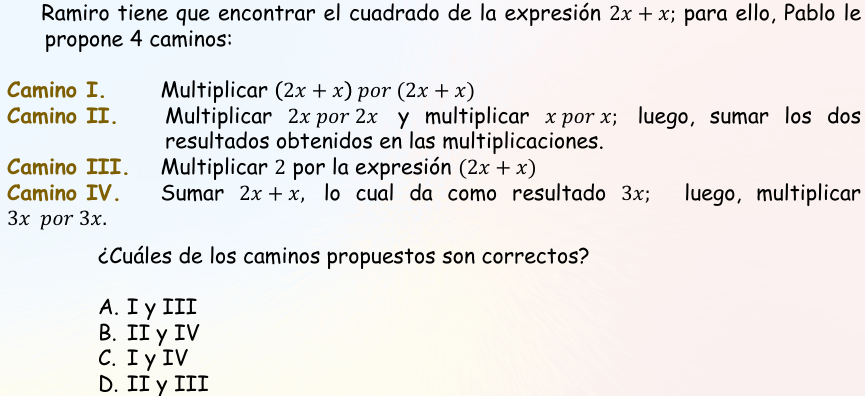 Ramiro tiene que encontrar el cuadrado de la expresión 2x + x; para ello, Pablo le
propone 4 caminos:
Camino I. Multiplicar (2x + x) por (2x + x)
Camino II. Multiplicar 2x por 2x y multiplicar x por x; luego, sumar los dos
resultados obtenidos en las multiplicaciones.
Camino III. Multiplicar 2 por la expresión (2x + x)
Camino IV. Sumar 2x + x, lo cual da como resultado 3x; luego, multiplicar
3x por 3x.
¿Cuáles de los caminos propuestos son correctos?
A. I y III
B. II y IV
C. I y IV
D. II y III